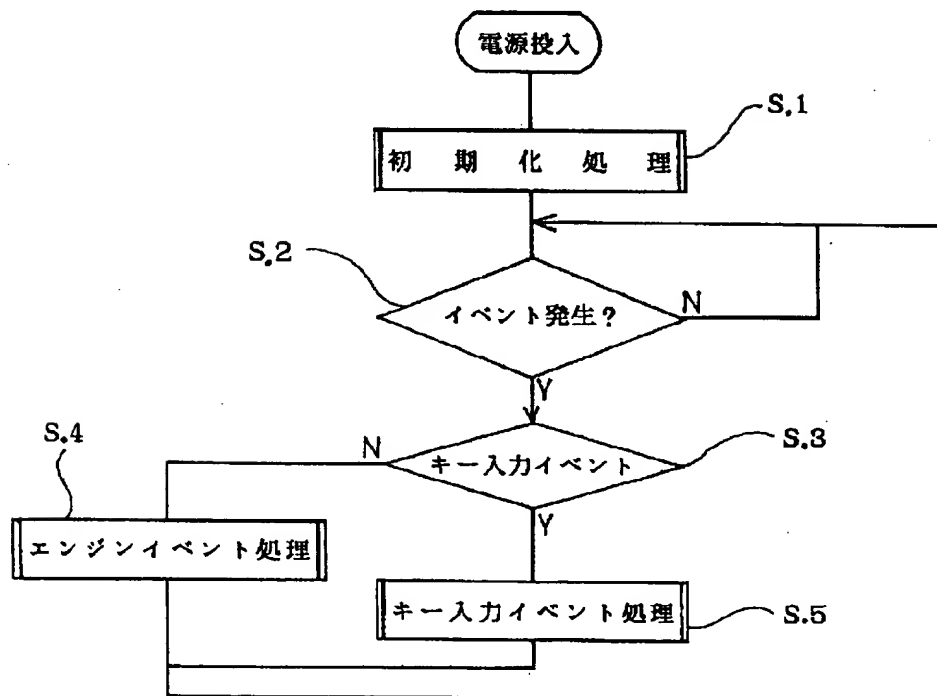 電源投入
S.1
初期化処理
S.2
イベント発生?
N
Y
S.4
N
キー入力イベント
S.3
Y
エンジンイベント処理
キー入力イベント処理
S.5